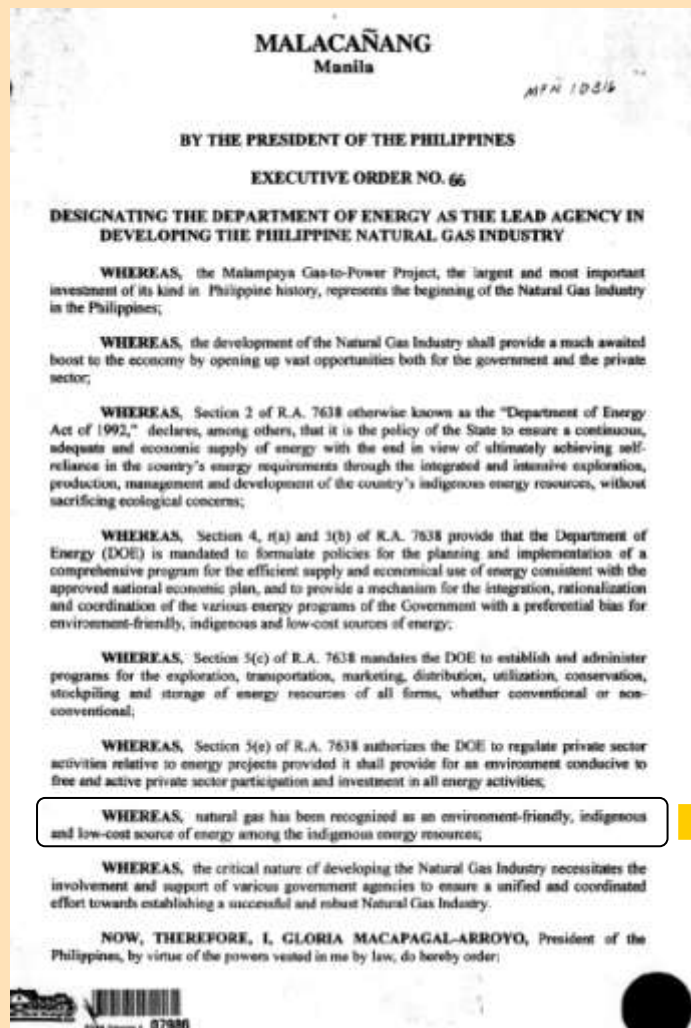 MALACAÑANG
Manila
BY THE PRESIDENT OF THE PHILIPPINES
EXECUTIVE ORDER NO. 66
DESIGNATING THE DEPARTMENT OF ENERGY AS THE LEAD AGENCY IN
DEVELOPING THE PHILIPPINE NATURAL GAS INDUSTRY
WHEREAS, the Malampaya Gas-to-Power Project, the largest and most important
investment of its kind in Philippine history, represents the beginning of the Natural Gas Industry
in the Philippines;
WHEREAS, the development of the Natural Gas Industry shall provide a much awaited
boost to the economy by opening up vast opportunities both for the government and the private
sector;
WHEREAS, Section 2 of R.A. 7638 otherwise known as the "Department of Energy
Act of 1992," declares, among others, that it is the policy of the State to ensure a continuous,
adequate and economic supply of energy with the end in view of ultimately achieving self-
reliance in the country's energy requirements through the integrated and intensive exploration,
production, management and development of the country's indigenous energy resources, without
sacrificing ecological concerns;
WHEREAS, Section 4, and of R.A. 7638 provide that the Department of
Energy (DOE) is mandated to formulate policies for the planning and implementation of a
comprehensive program for the efficient supply and economical use of energy consistent with the
approved national economic plan, and to provide a mechanism for the integration, rationalization
and coordination of the various energy programs of the Government with a preferential bias for
environment-friendly, indigenous and low-cost sources of energy;
WHEREAS, Section 5(c) of R.A. 7638 mandates the DOE to establish and administer
programs for the exploration, transportation, marketing, distribution, utilization, conservation,
stockpiling and storage of energy resources of all forms, whether conventional or non-
conventional;
WHEREAS, Section 5(e) of R.A. 7638 authorizes the DOE to regulate private sector
activities relative to energy projects provided it shall provide for an environment conducive to
free and active private sector participation and investment in all energy activities;
WHEREAS, natural gas has been recognized as an environment-friendly, indigenous
and low-cost source of energy among the indigenous energy resources;
WHEREAS, the critical nature of developing the Natural Gas Industry necessitates the
involvement and support of various government agencies to ensure a unified and coordinated
effort towards establishing a successful and robust Natural Gas Industry.
NOW, THEREFORE, I, GLORIA MACAPAGAL-ARROYO, President of the
Philippines, by virtue of the powers vested in me by law, do hereby order: